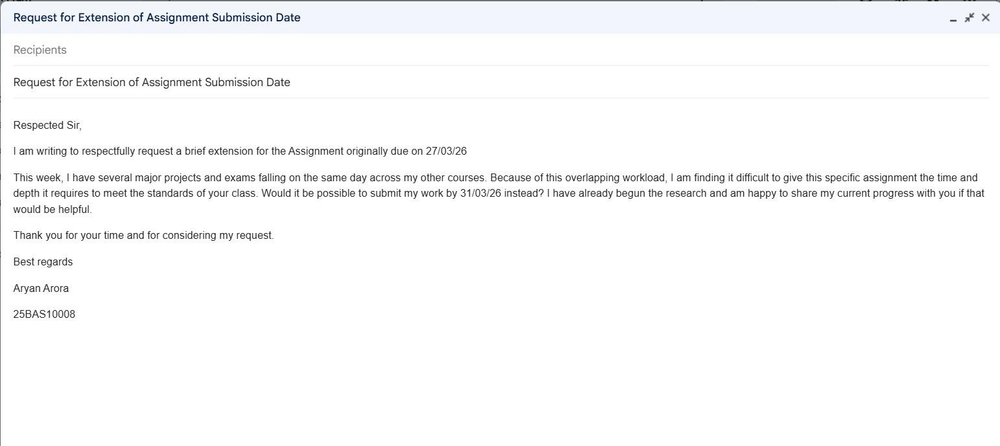 Request for Extension of Assignment Submission Date
Recipients
Request for Extension of Assignment Submission Date
Respected Sir,
I am writing to respectfully request a brief extension for the Assignment originally due on 27/03/26
This week, I have several major projects and exams falling on the same day across my other courses. Because of this overlapping workload, I am finding it difficult to give this specific assignment the time and
depth it requires to meet the standards of your class. Would it be possible to submit my work by 31/03/26 instead? I have already begun the research and am happy to share my current progress with you if that
would be helpful.
Thank you for your time and for considering my request.
Best regards
Aryan Arora
25BAS10008